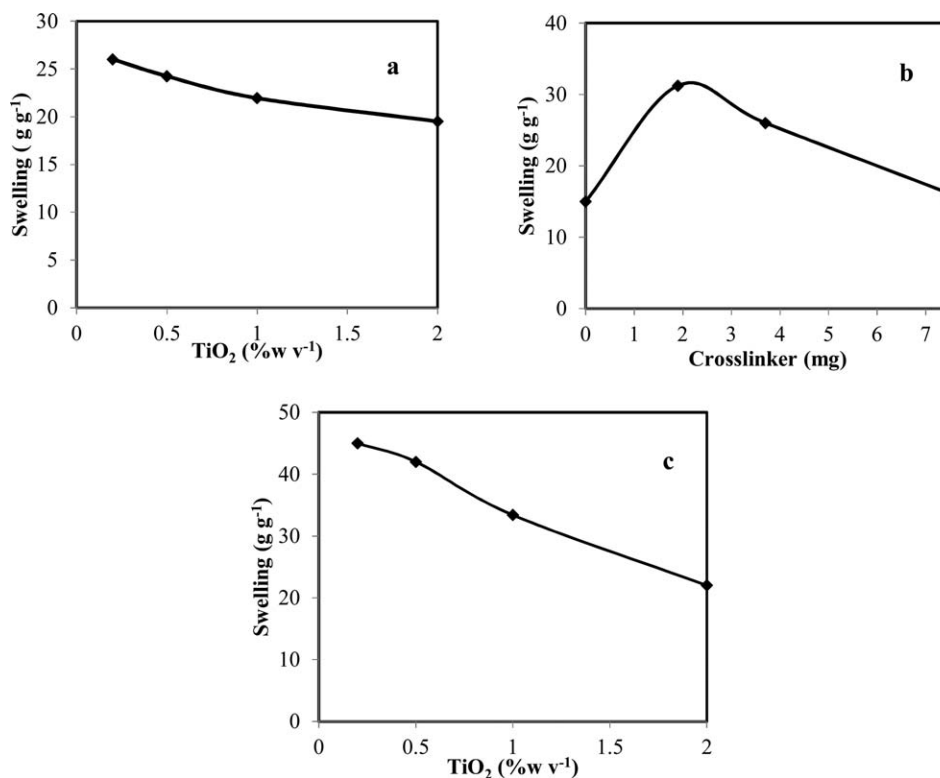 30
25
20
15
10
5
0
Swelling ( g g⁻¹)
a
0 0.5 1 1.5 2
TiO₂ (%w v⁻¹)
40
30
20
10
0
Swelling (g g⁻¹)
b
0 1 2 3 4 5 6 7
Crosslinker (mg)
50
40
30
20
10
0
Swelling (g g⁻¹)
c
0 0.5 1 1.5 2
TiO₂ (%w v⁻¹)